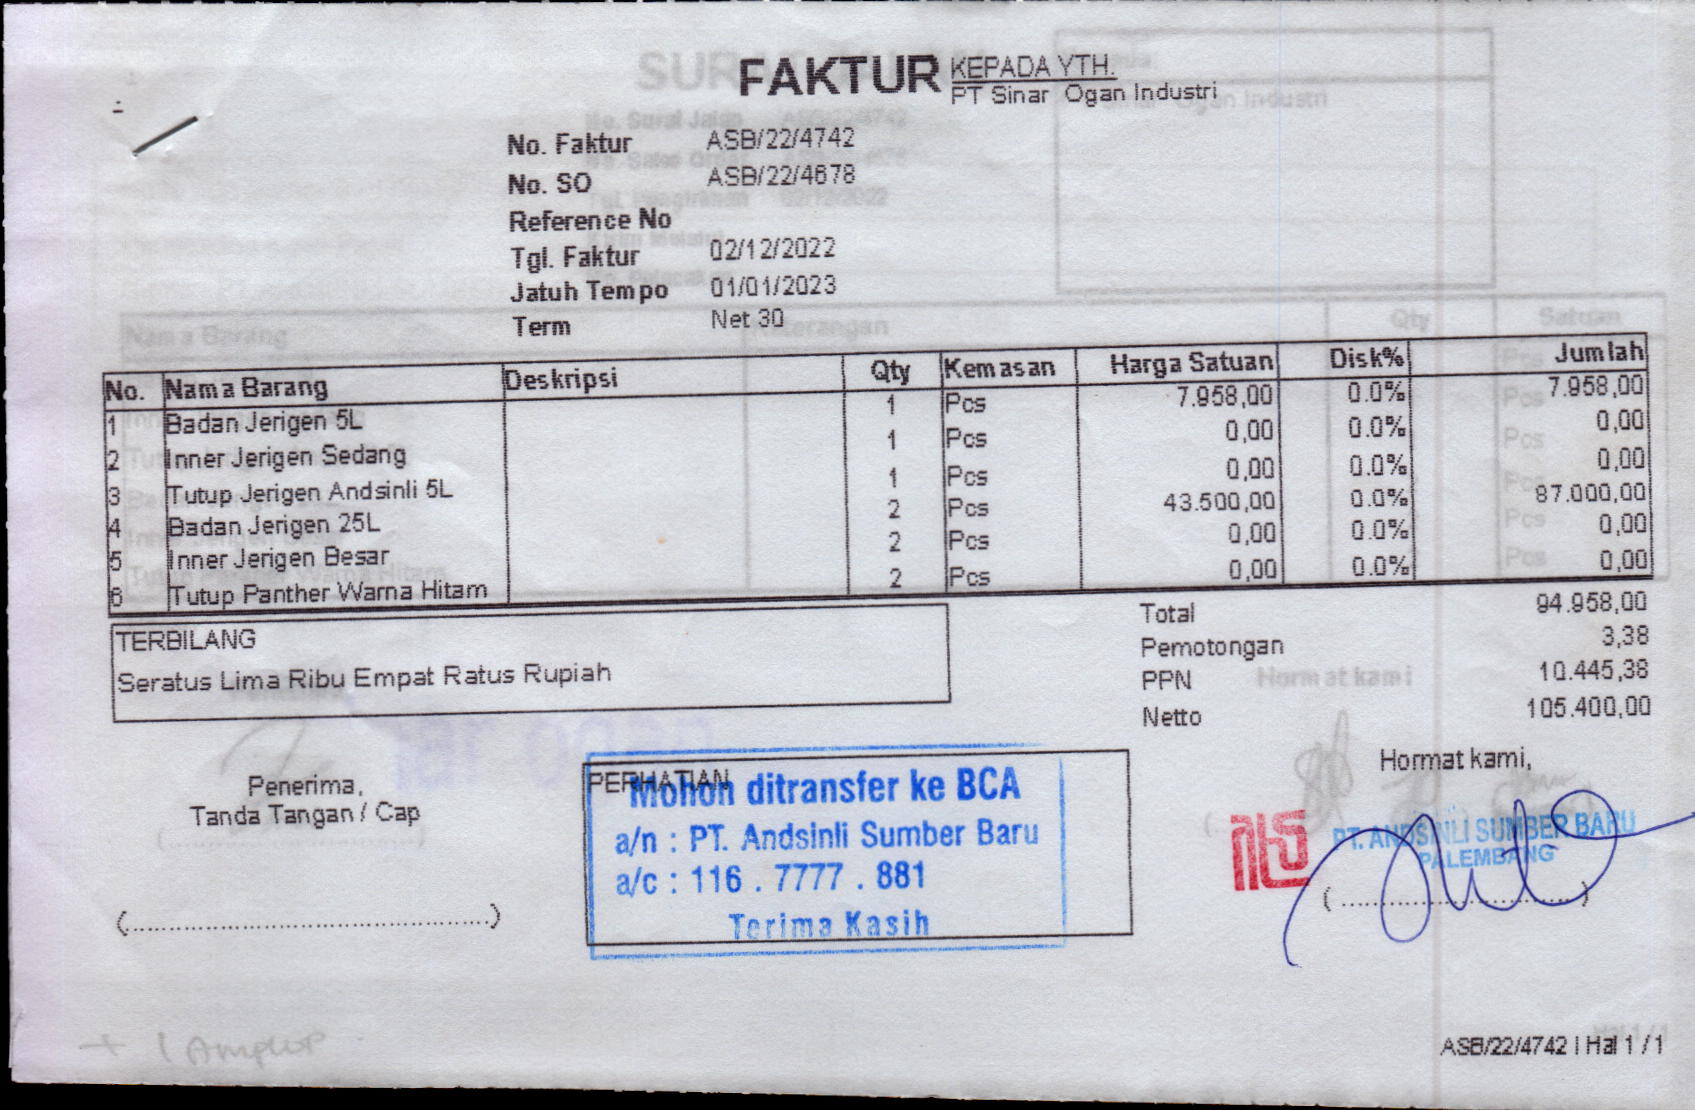 FAKTUR
KEPADA YTH.
PT Sinar Ogan Industri
No. Faktur ASB/22/4742
No. SO ASB/22/4678
Reference No
Tgl. Faktur 02/12/2022
Jatuh Tempo 01/01/2023
Term Net 30
No. Nama Barang Deskripsi Qty Kemasan Harga Satuan Disk% Jumlah
1 Badan Jerigen 5L 1 Pcs 7.958,00 0.0% 7.958,00
2 Inner Jerigen Sedang 1 Pcs 0,00 0.0% 0,00
3 Tutup Jerigen Andsinli 5L 1 Pcs 0,00 0.0% 0,00
4 Badan Jerigen 25L 2 Pcs 43.500,00 0.0% 87.000,00
5 Inner Jerigen Besar 2 Pcs 0,00 0.0% 0,00
6 Tutup Panther Warna Hitam 2 Pcs 0,00 0.0% 0,00
TERBILANG
Seratus Lima Ribu Empat Ratus Rupiah
Total 94.958,00
Pemotongan 3,38
PPN 10.445,38
Netto 105.400,00
Penerima,
Tanda Tangan / Cap
(..........................................)
PERHATIAN
Mohon ditransfer ke BCA
a/n : PT. Andsinli Sumber Baru
a/c : 116 . 7777 . 881
Terima Kasih
Hormat kami,
PT. ANDSINLI SUMBER BARU
PALEMBANG
(..............................)
+ 1 Amplop
ASB/22/4742 | Hal 1 / 1